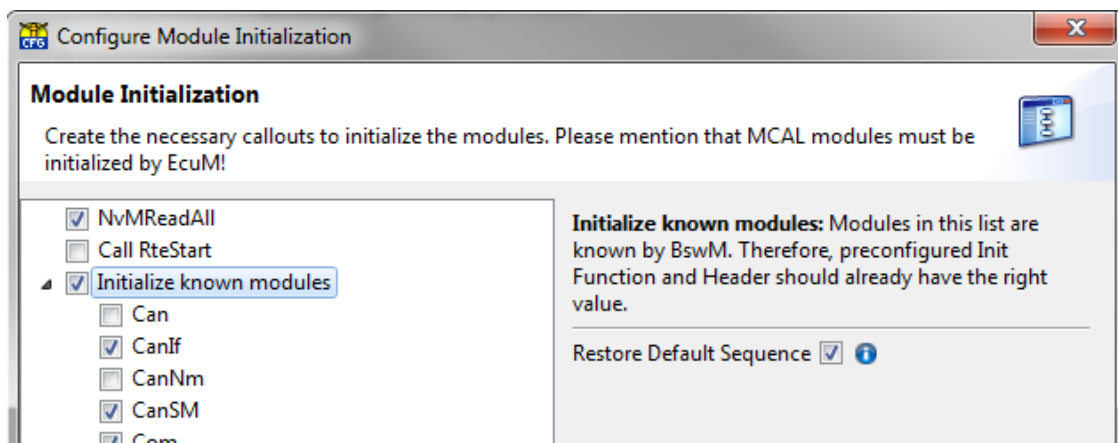 CFG Configure Module Initialization
Module Initialization
Create the necessary callouts to initialize the modules. Please mention that MCAL modules must be
initialized by EcuM!
NvMReadAll
Call RteStart
Initialize known modules
Can
CanIf
CanNm
CanSM
Com
Initialize known modules: Modules in this list are
known by BswM. Therefore, preconfigured Init
Function and Header should already have the right
value.
Restore Default Sequence